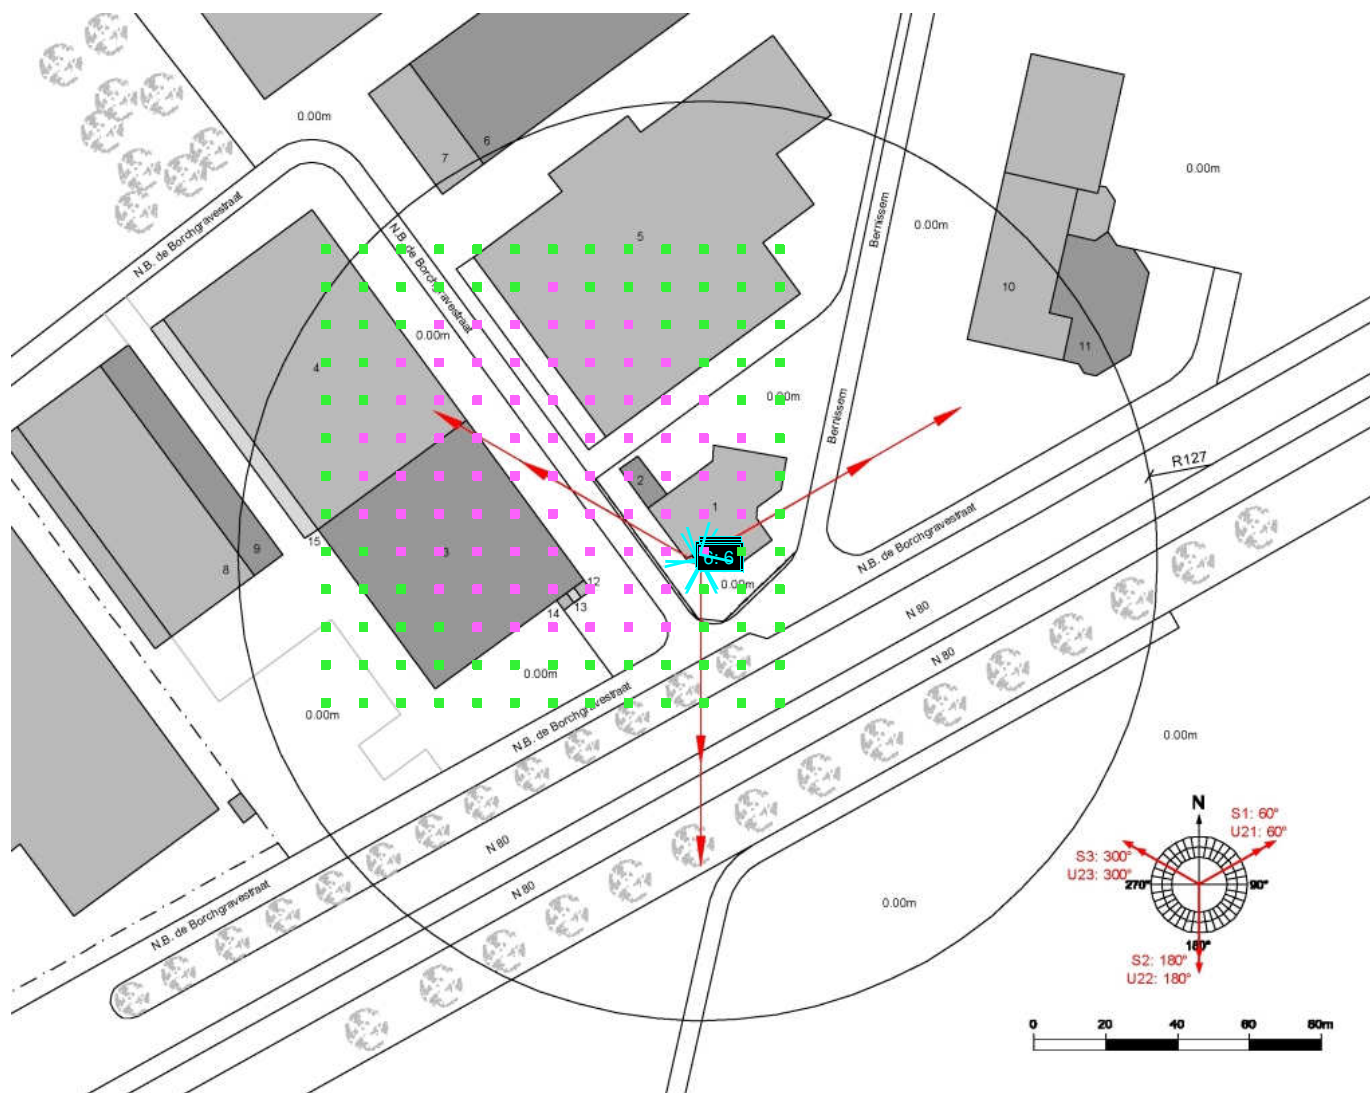 0.00m
6
7
0.00m
N.B. de Borchgravestraat
N.B. de Borchgravestraat
Bernissem
0.00m
5
10
0.00m
4
11
0.00m
Bernissem
R127
2
1
N.B. de Borchgravestraat
15
9
8
3
6: 6
0.00m
12
13
14
N 80
N 80
0.00m
N.B. de Borchgravestraat
0.00m
0.00m
N 80
N 80
N.B. de Borchgravestraat
0.00m
N
S1: 60°
U21: 60°
S3: 300°
U23: 300°
270°
90°
180°
S2: 180°
U22: 180°
0 20 40 60 80m